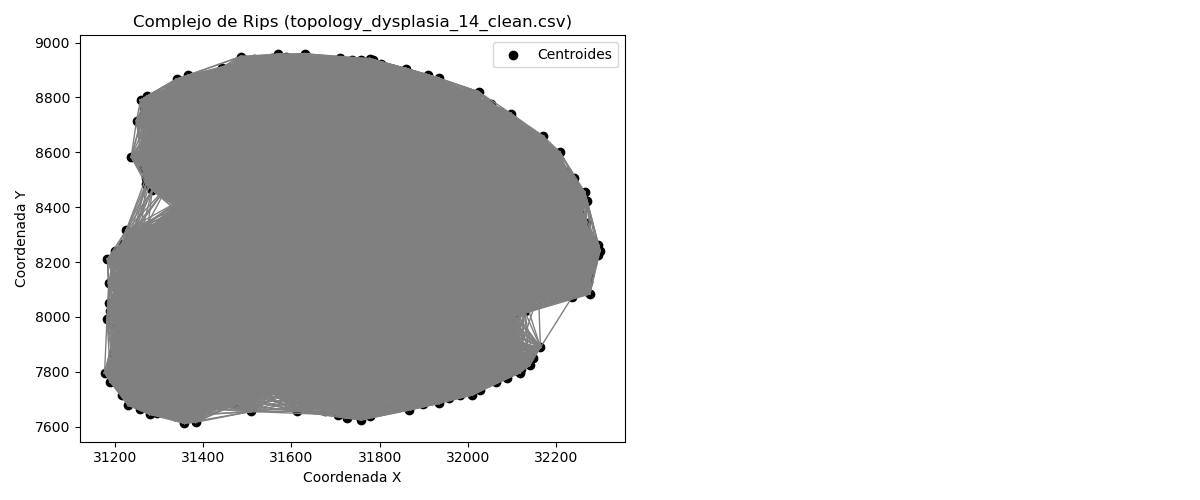 Complejo de Rips (topology_dysplasia_14_clean.csv)
Centroides
9000
8800
8600
8400
8200
8000
7800
7600
Coordenada Y
31200 31400 31600 31800 32000 32200
Coordenada X